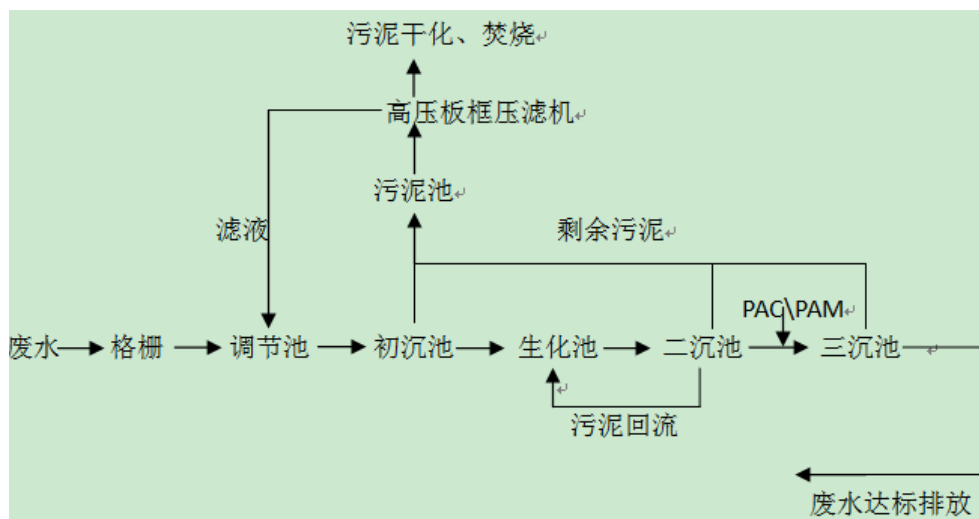 污泥干化、焚烧
高压板框压滤机
污泥池
滤液
剩余污泥
PAC\PAM
废水
格栅
调节池
初沉池
生化池
二沉池
三沉池
污泥回流
废水达标排放